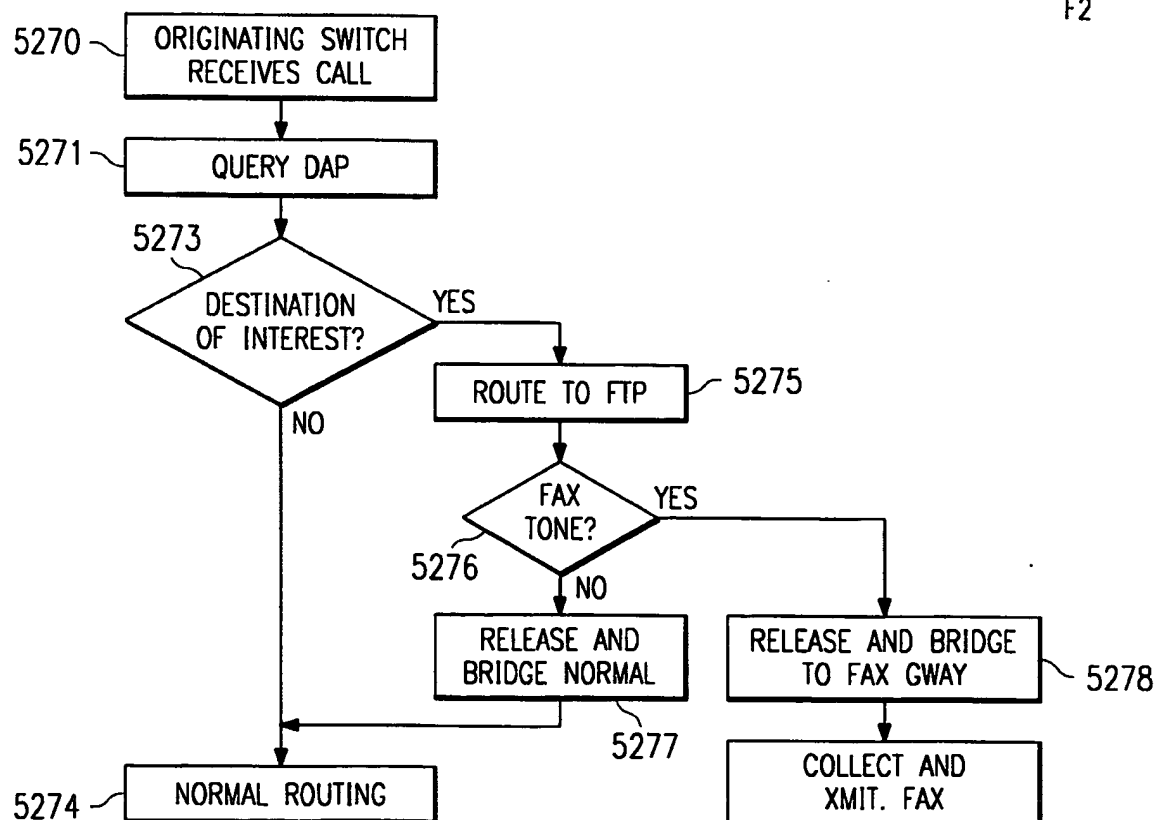 F2
5270
ORIGINATING SWITCH
RECEIVES CALL
5271
QUERY DAP
5273
DESTINATION
OF INTEREST?
YES
NO
ROUTE TO FTP
5275
FAX
TONE?
YES
5276
NO
RELEASE AND
BRIDGE NORMAL
5277
RELEASE AND BRIDGE
TO FAX GWAY
5278
5274
NORMAL ROUTING
COLLECT AND
XMIT. FAX